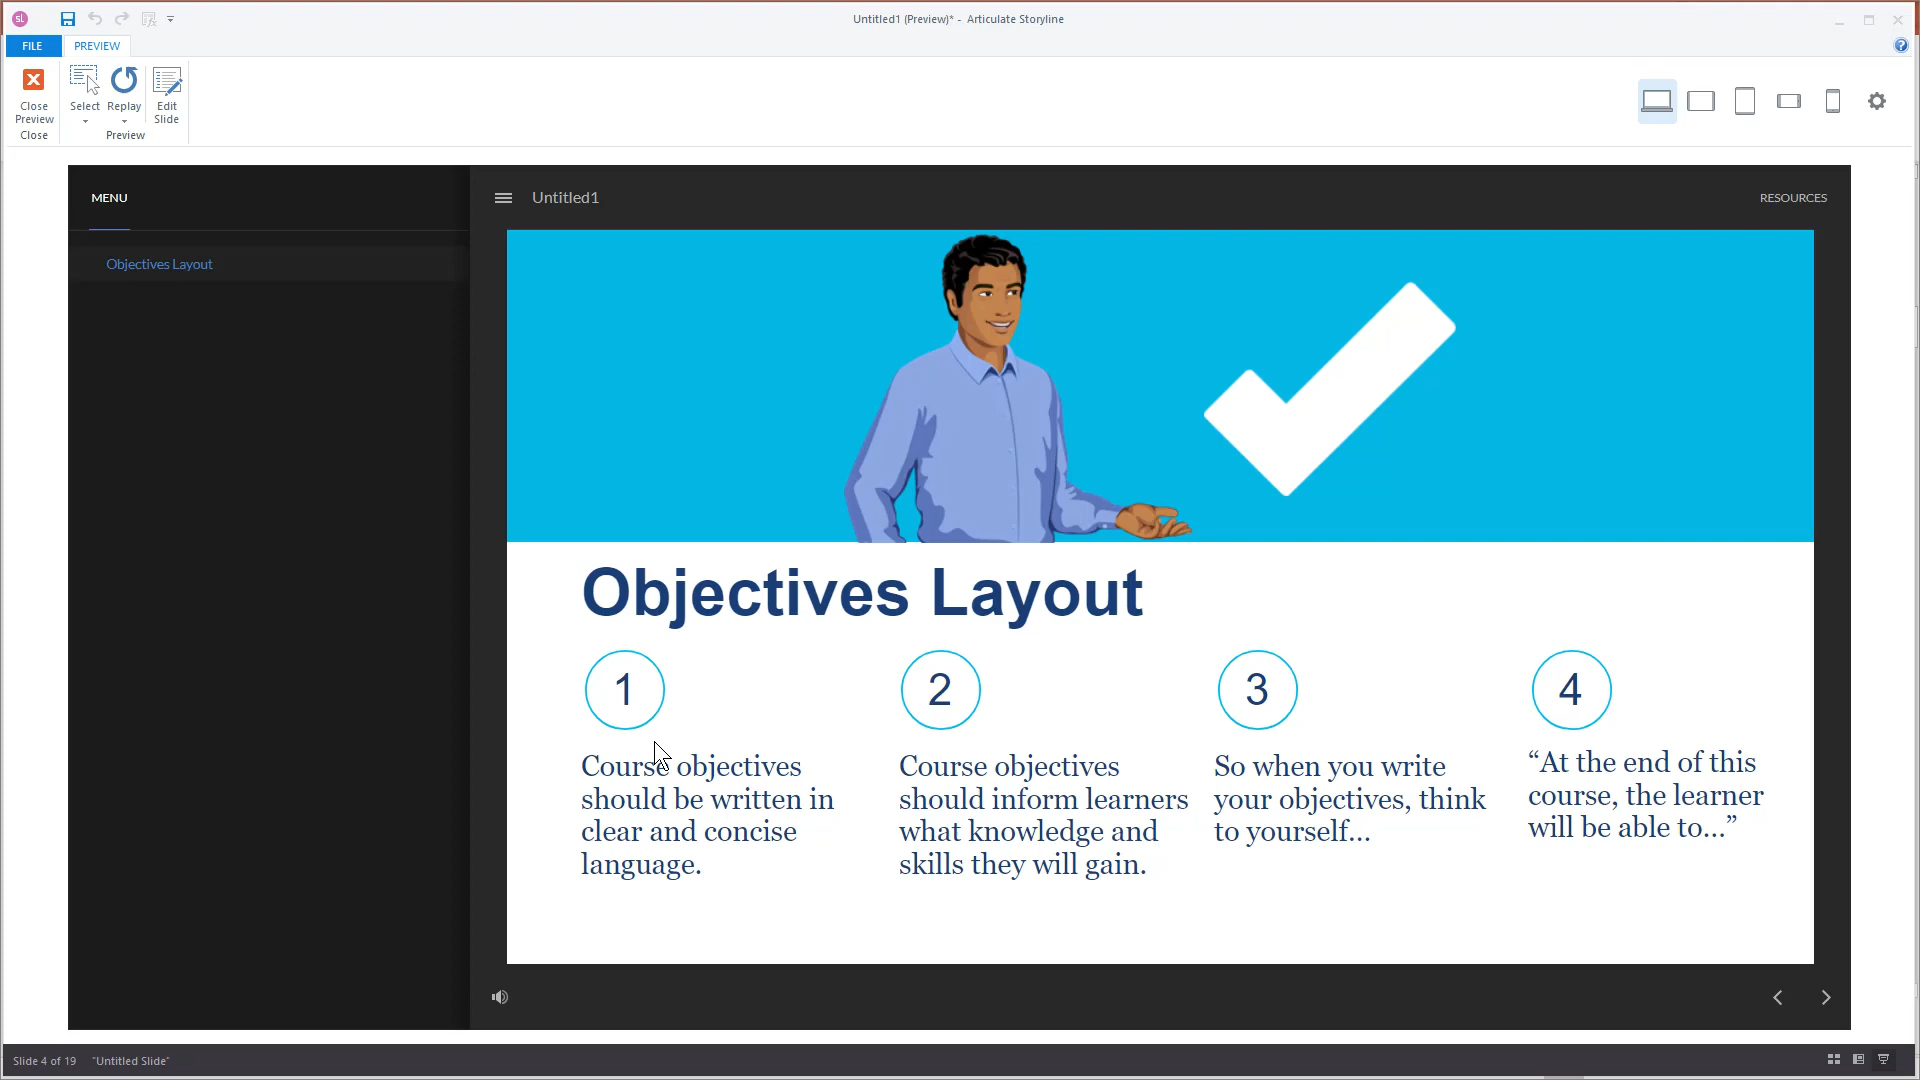 sl
Untitled1 (Preview)* - Articulate Storyline
FILE
PREVIEW
?
Close
Preview
Select
Replay
Edit
Slide
Close
Preview
MENU
Untitled1
RESOURCES
Objectives Layout
Objectives Layout
1
2
3
4
Course objectives
should be written in
clear and concise
language.
Course objectives
should inform learners
what knowledge and
skills they will gain.
So when you write
your objectives, think
to yourself...
“At the end of this
course, the learner
will be able to...”
Slide 4 of 19
"Untitled Slide"